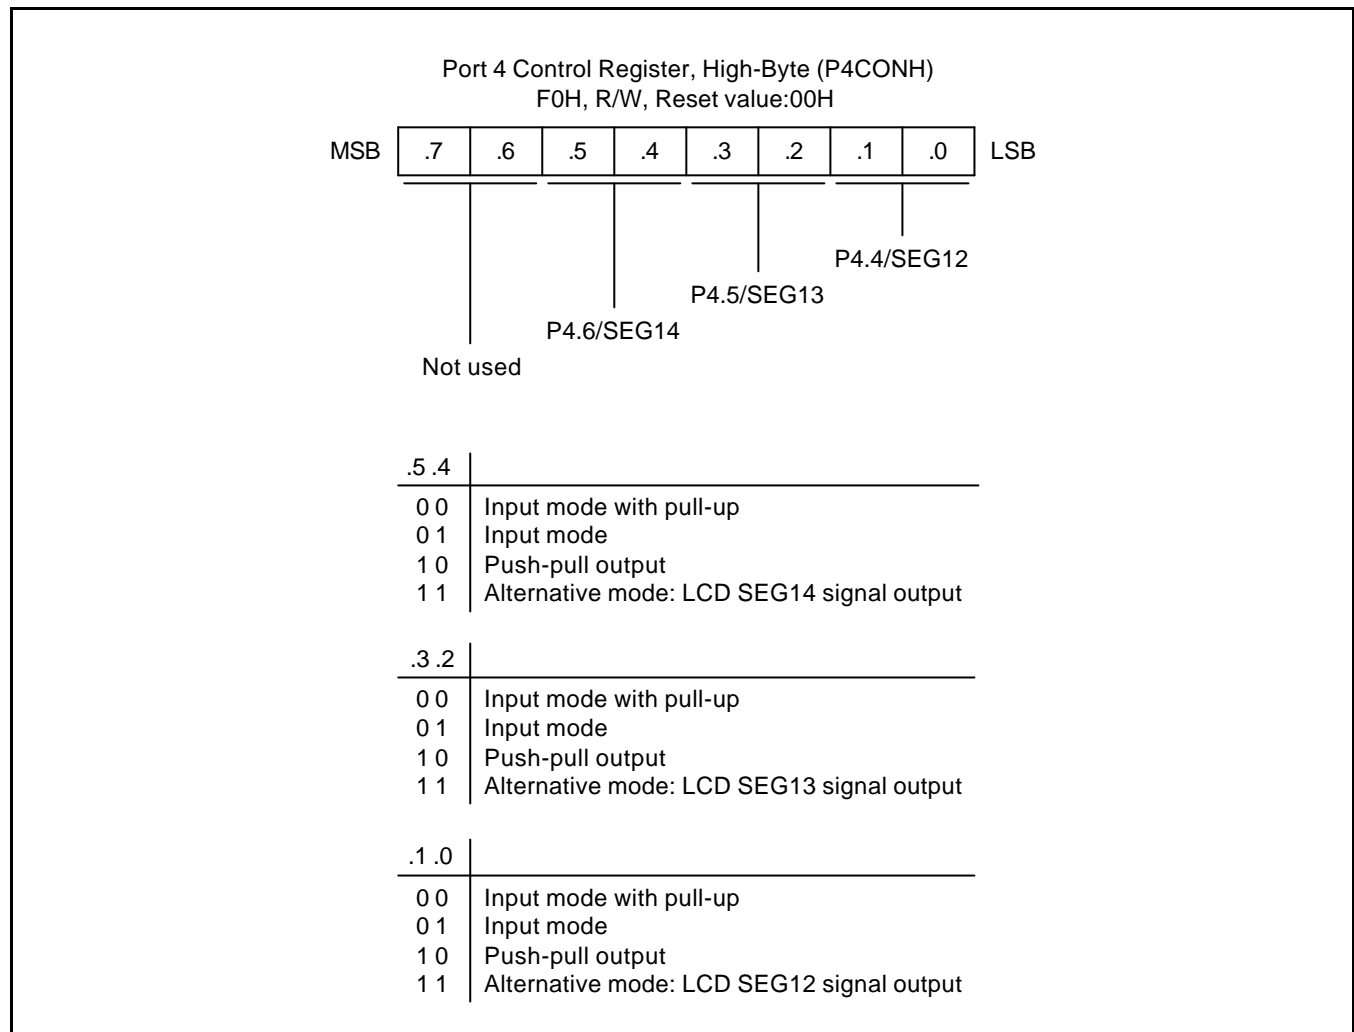 Port 4 Control Register, High-Byte (P4CONH)
F0H, R/W, Reset value:00H
MSB .7 .6 .5 .4 .3 .2 .1 .0 LSB
P4.4/SEG12
P4.5/SEG13
P4.6/SEG14
Not used
.5 .4
0 0 Input mode with pull-up
0 1 Input mode
1 0 Push-pull output
1 1 Alternative mode: LCD SEG14 signal output
.3 .2
0 0 Input mode with pull-up
0 1 Input mode
1 0 Push-pull output
1 1 Alternative mode: LCD SEG13 signal output
.1 .0
0 0 Input mode with pull-up
0 1 Input mode
1 0 Push-pull output
1 1 Alternative mode: LCD SEG12 signal output